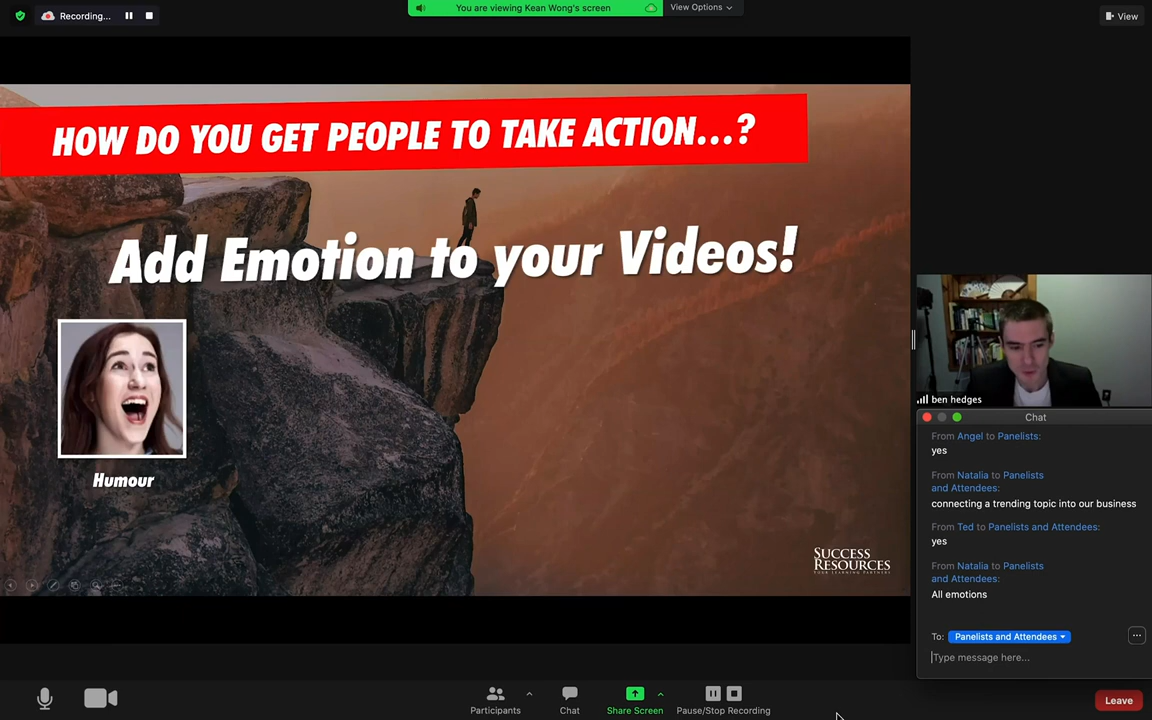 Recording...
You are viewing Kean Wong's screen
View Options
View
HOW DO YOU GET PEOPLE TO TAKE ACTION...?
Add Emotion to your Videos!
Humour
SUCCESS
RESOURCES
YOUR LEARNING PARTNERS
ben hedges
Chat
From Angel to Panelists:
yes
From Natalia to Panelists
and Attendees:
connecting a trending topic into our business
From Ted to Panelists and Attendees:
yes
From Natalia to Panelists
and Attendees:
All emotions
To: Panelists and Attendees
Type message here...
Participants
Chat
Share Screen
Pause/Stop Recording
Leave